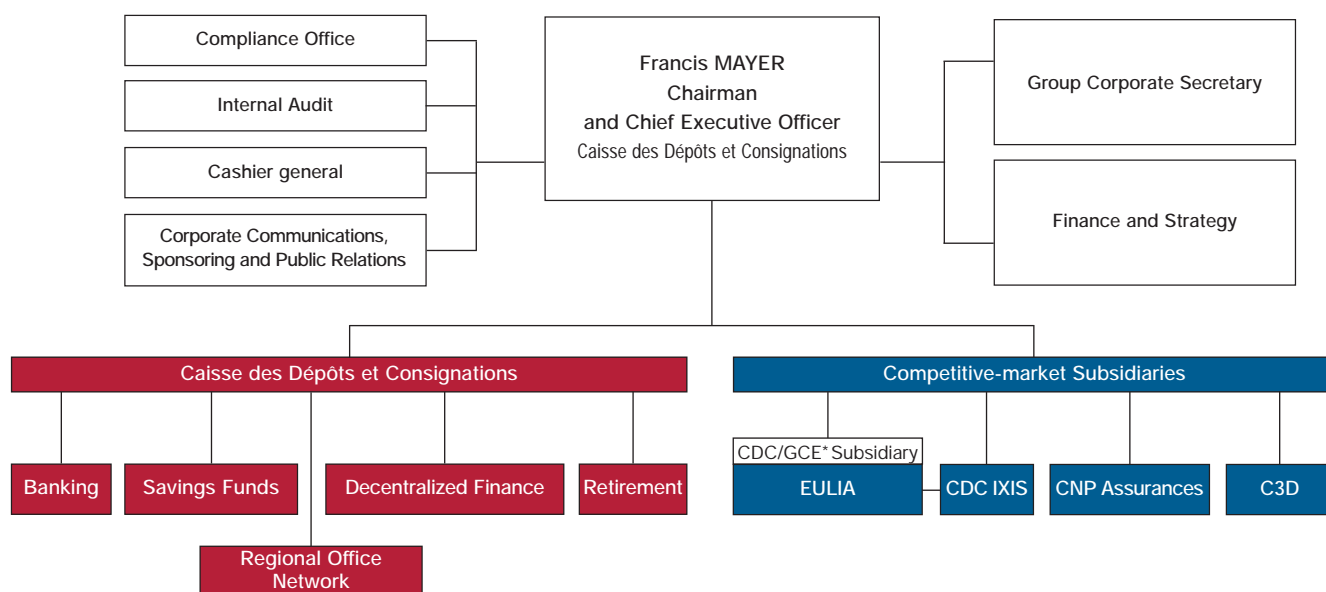 Compliance Office
Internal Audit
Cashier general
Corporate Communications,
Sponsoring and Public Relations
Francis MAYER
Chairman
and Chief Executive Officer
Caisse des Dépôts et Consignations
Group Corporate Secretary
Finance and Strategy
Caisse des Dépôts et Consignations
Banking
Savings Funds
Decentralized Finance
Retirement
Regional Office
Network
Competitive-market Subsidiaries
CDC/GCE* Subsidiary
EULIA
CDC IXIS
CNP Assurances
C3D